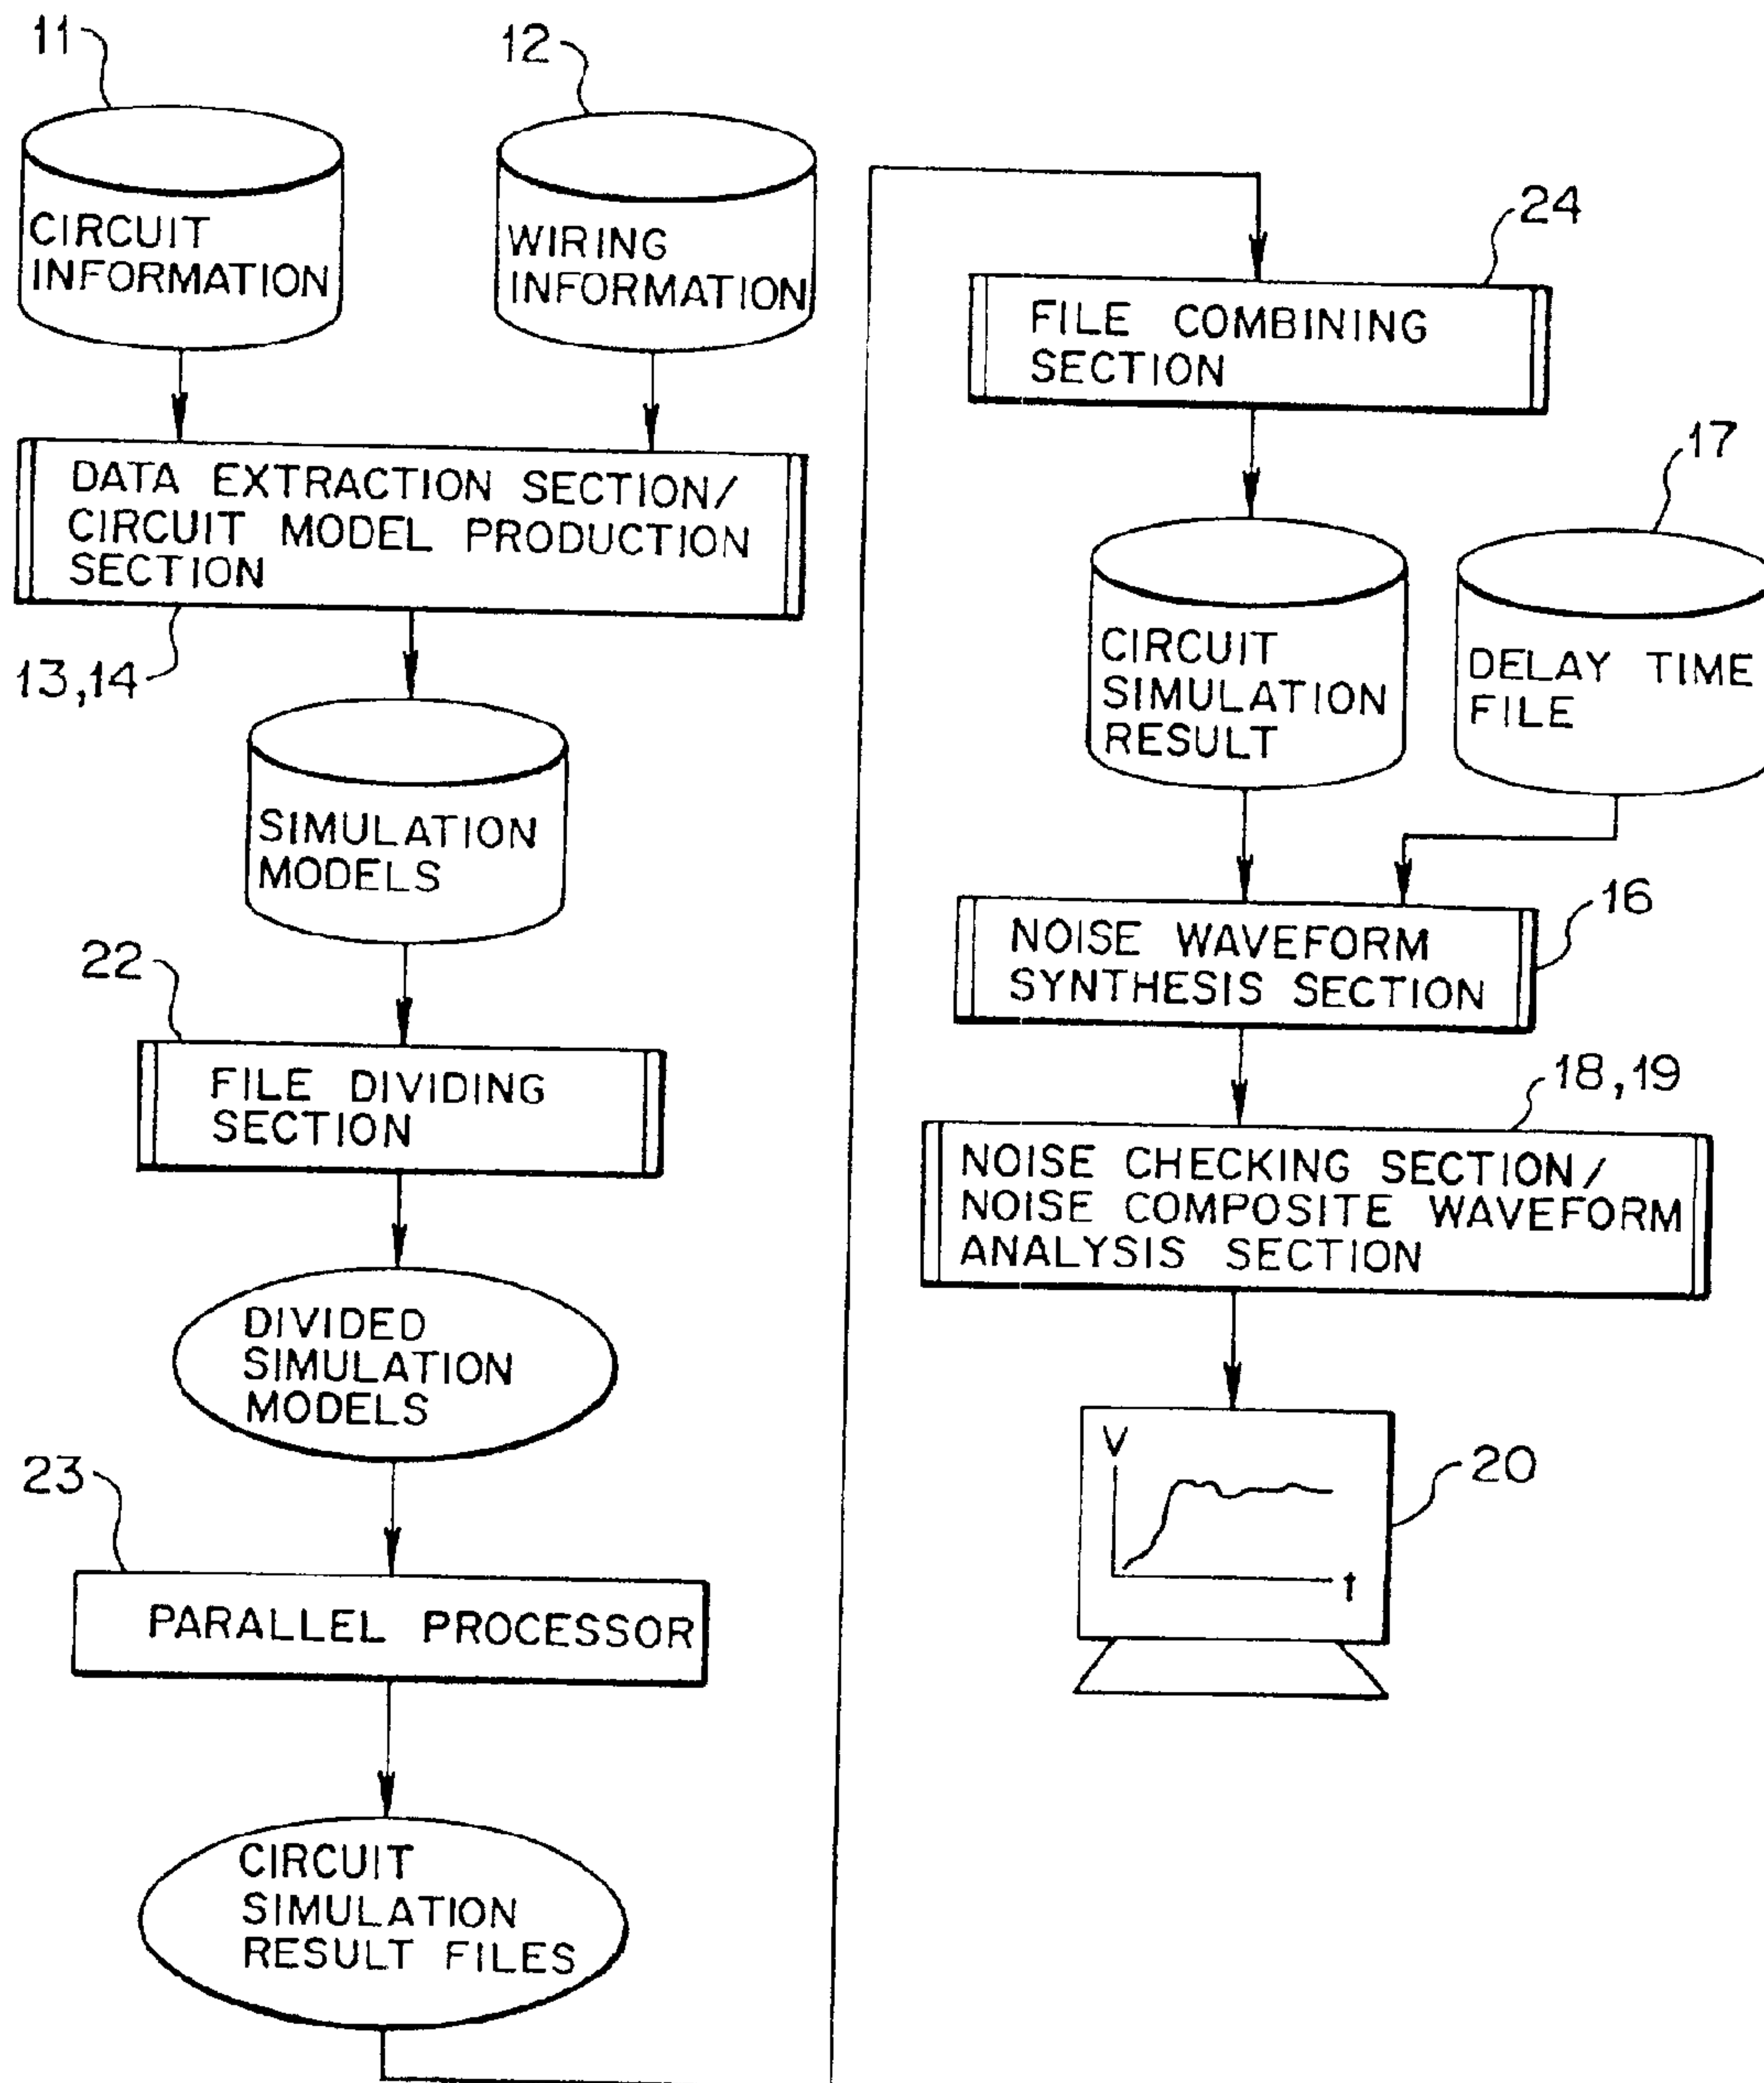 11
12
CIRCUIT
INFORMATION
WIRING
INFORMATION
DATA EXTRACTION SECTION/
CIRCUIT MODEL PRODUCTION
SECTION
13,14
SIMULATION
MODELS
22
FILE DIVIDING
SECTION
DIVIDED
SIMULATION
MODELS
23
PARALLEL PROCESSOR
CIRCUIT
SIMULATION
RESULT FILES
24
FILE COMBINING
SECTION
17
CIRCUIT
SIMULATION
RESULT
DELAY TIME
FILE
16
NOISE WAVEFORM
SYNTHESIS SECTION
18,19
NOISE CHECKING SECTION/
NOISE COMPOSITE WAVEFORM
ANALYSIS SECTION
V
t
20